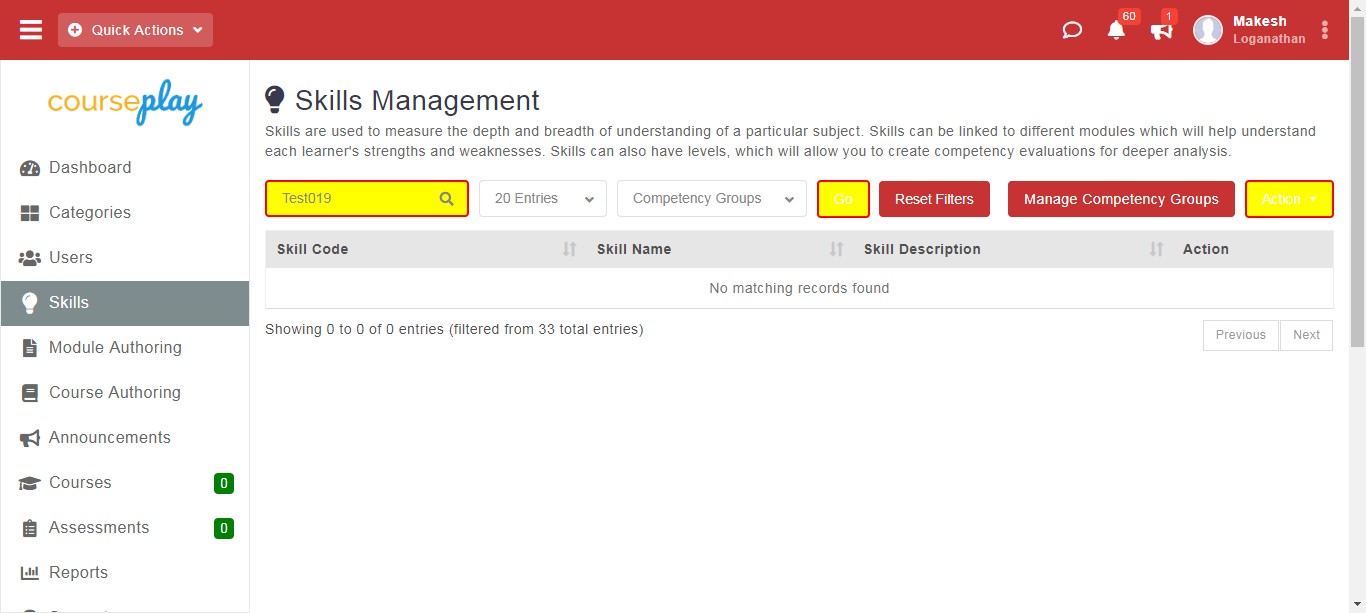 Quick Actions
60
1
Makesh
Loganathan
courseplay
Dashboard
Categories
Users
Skills
Module Authoring
Course Authoring
Announcements
Courses 0
Assessments 0
Reports
Skills Management
Skills are used to measure the depth and breadth of understanding of a particular subject. Skills can be linked to different modules which will help understand
each learner's strengths and weaknesses. Skills can also have levels, which will allow you to create competency evaluations for deeper analysis.
Test019 20 Entries Competency Groups Go Reset Filters Manage Competency Groups Action
Skill Code Skill Name Skill Description Action
No matching records found
Showing 0 to 0 of 0 entries (filtered from 33 total entries)
Previous Next